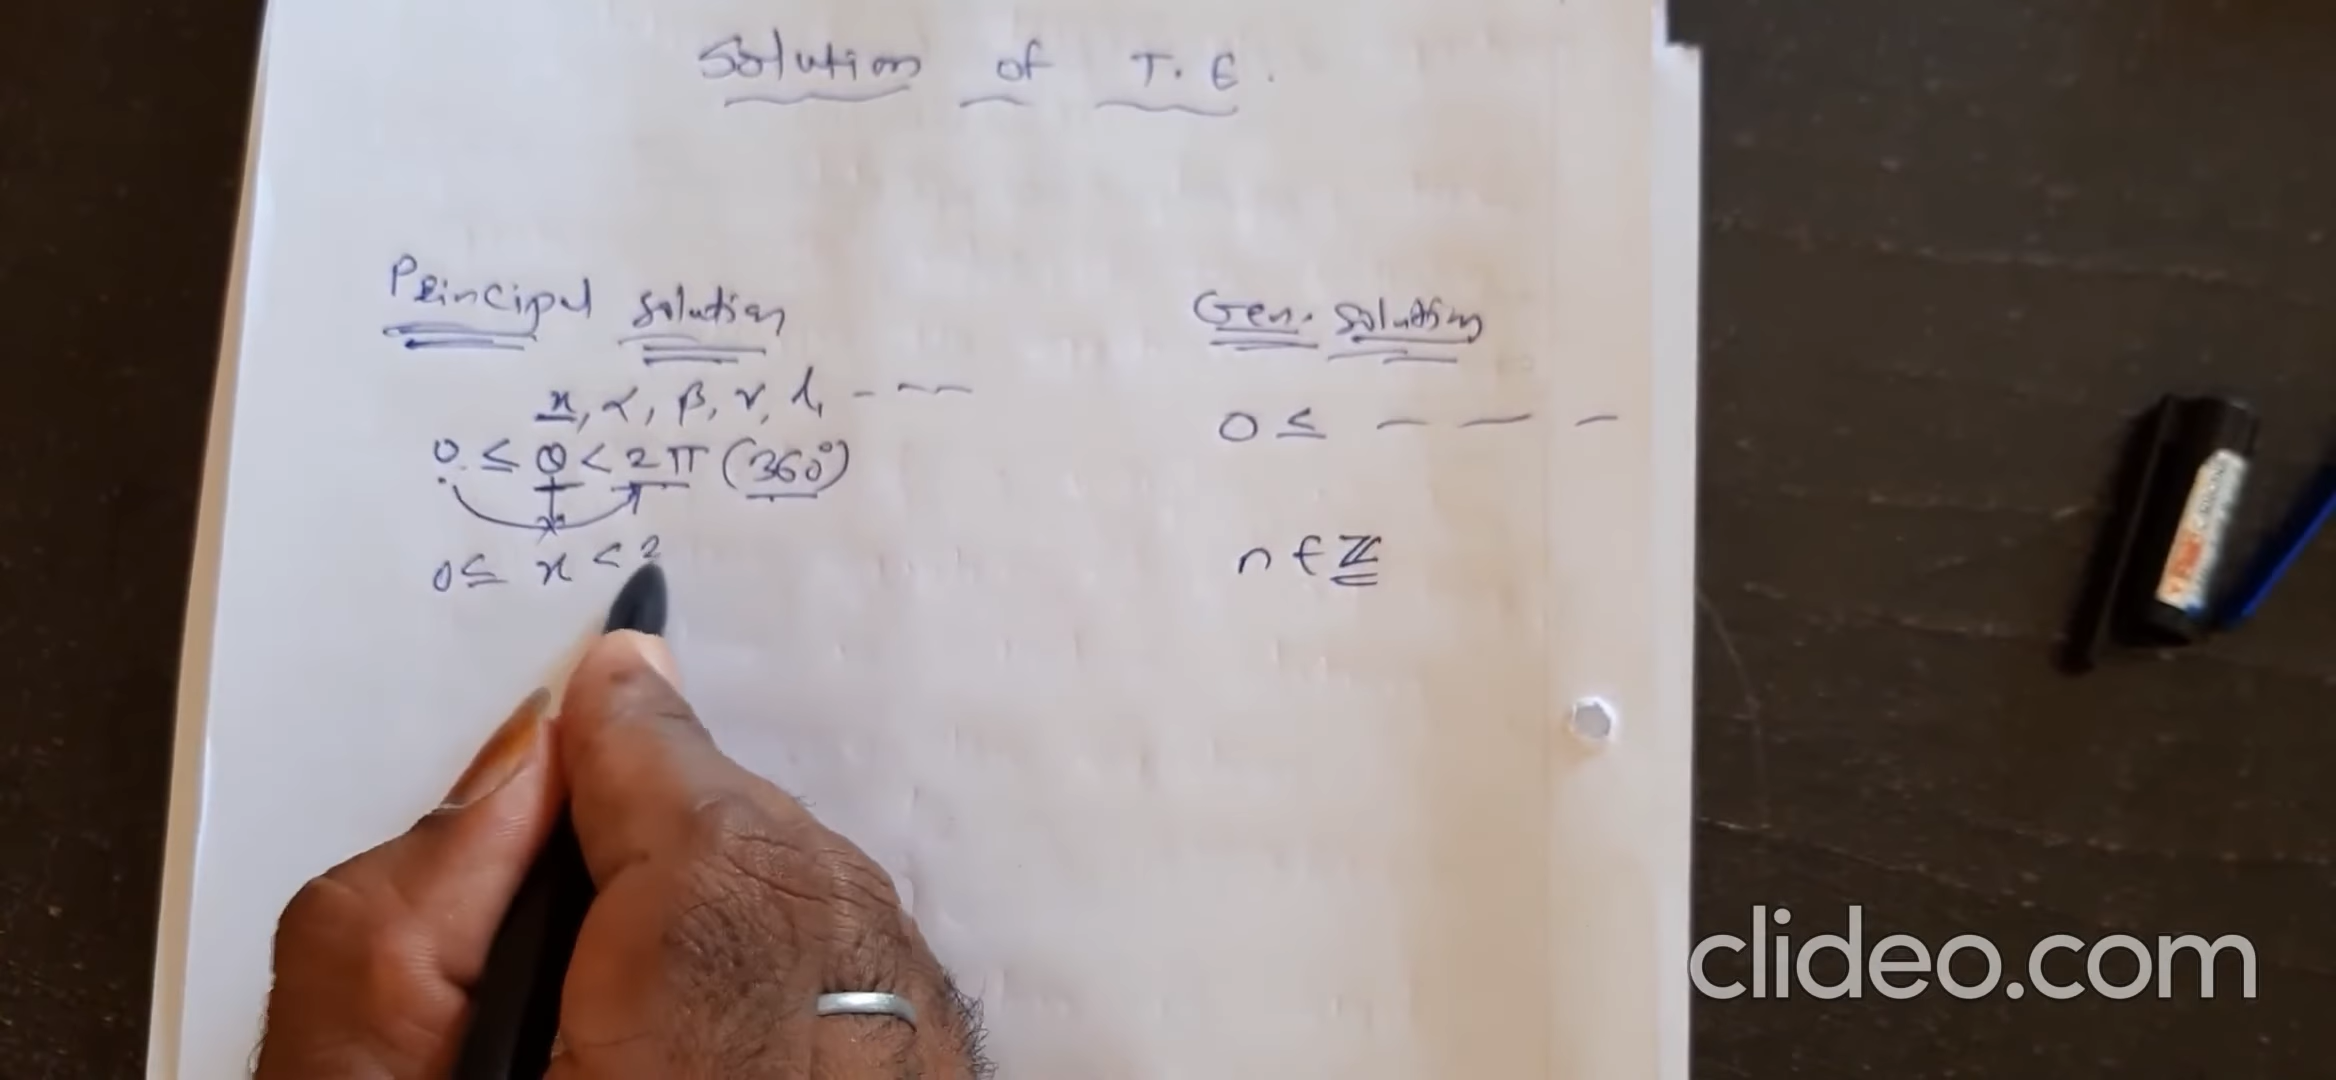 Solution of T. E.
Principal solution
x, α, β, γ, λ, - - - -
0 ≤ θ < 2π (360°)
x
0 ≤ x < 2
Gen. solution
0 ≤ - - -
n ∈ ℤ
clideo.com